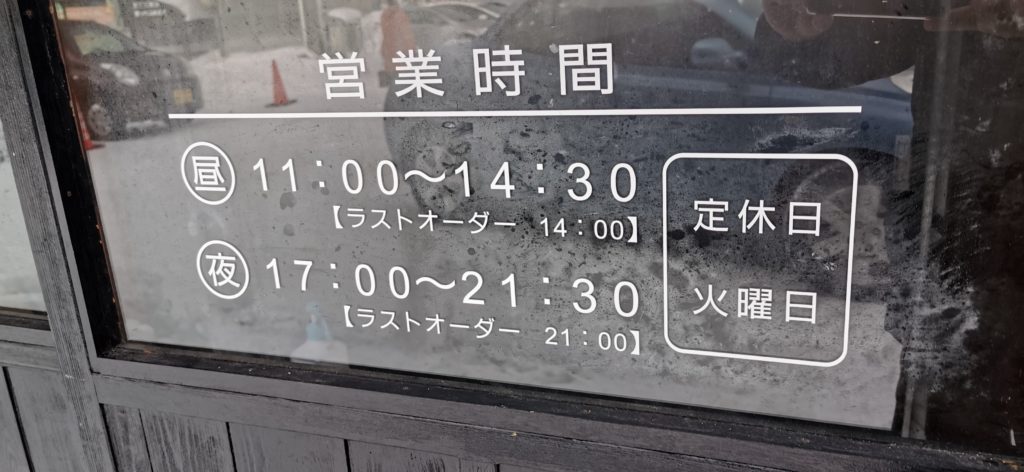 営業時間
昼 11:00〜14:30
【ラストオーダー 14:00】
夜 17:00〜21:30
【ラストオーダー 21:00】
定休日
火曜日